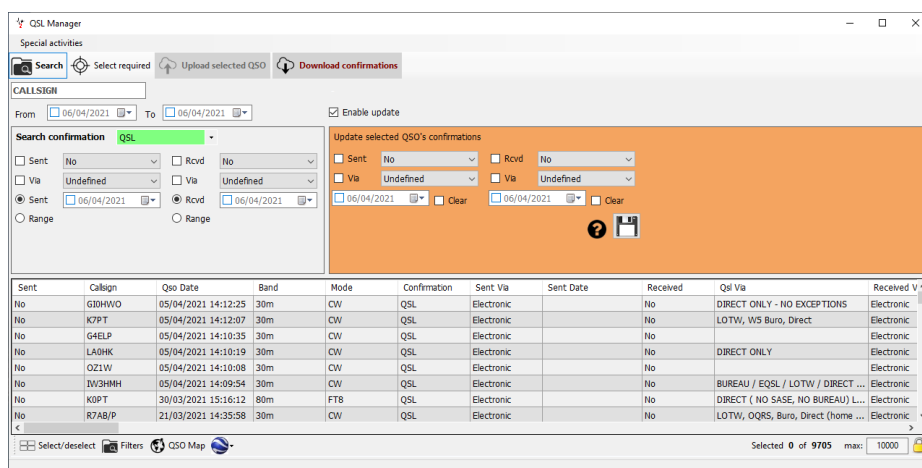 QSL Manager
Special activities
Search Select required Upload selected QSO Download confirmations
CALLSIGN
From 06/04/2021 To 06/04/2021 Enable update
Search confirmation QSL Update selected QSO's confirmations
Sent No Rcvd No Sent No Rcvd No
Via Undefined Via Undefined Via Undefined Via Undefined
Sent 06/04/2021 Rcvd 06/04/2021 06/04/2021 Clear 06/04/2021 Clear
Range Range
Sent Callsign Qso Date Band Mode Confirmation Sent Via Sent Date Received Qsl Via Received V
No GI0HWO 05/04/2021 14:12:25 30m CW QSL Electronic No DIRECT ONLY - NO EXCEPTIONS Electronic
No K7PT 05/04/2021 14:12:07 30m CW QSL Electronic No LOTW, W5 Buro, Direct Electronic
No G4ELP 05/04/2021 14:10:35 30m CW QSL Electronic No Electronic
No LA0HK 05/04/2021 14:10:19 30m CW QSL Electronic No DIRECT ONLY Electronic
No OZ1W 05/04/2021 14:10:08 30m CW QSL Electronic No Electronic
No IW3HMH 05/04/2021 14:09:54 30m CW QSL Electronic No BUREAU / EQSL / LOTW / DIRECT ... Electronic
No K0PT 30/03/2021 15:16:12 80m FT8 QSL Electronic No DIRECT ( NO SASE, NO BUREAU) L... Electronic
No R7AB/P 21/03/2021 14:35:58 30m CW QSL Electronic No LOTW, OQRS, Buro, Direct (home ... Electronic
Select/deselect Filters QSO Map Selected 0 of 9705 max: 10000